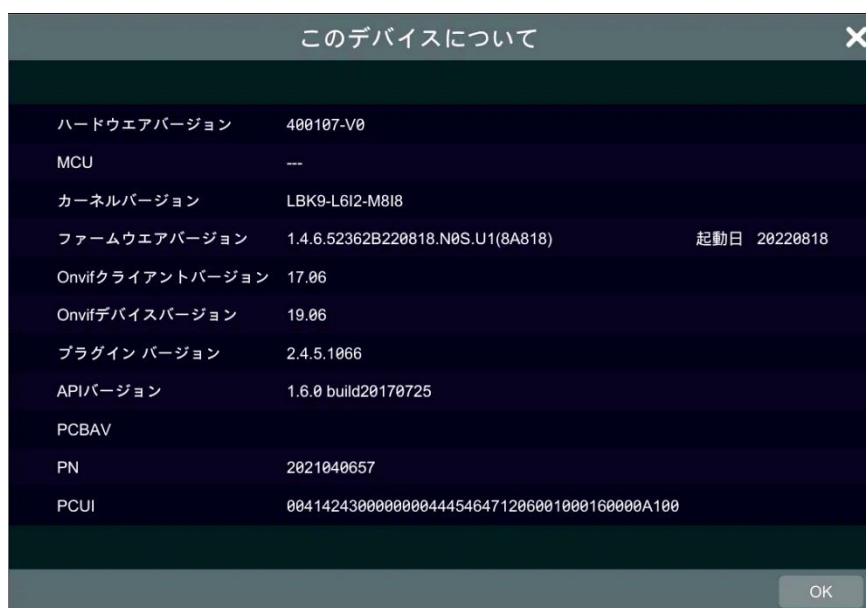 このデバイスについて
ハードウエアバージョン 400107-V0
MCU ---
カーネルバージョン LBK9-L6I2-M8I8
ファームウエアバージョン 1.4.6.52362B220818.N0S.U1(8A818) 起動日 20220818
Onvifクライアントバージョン 17.06
Onvifデバイスバージョン 19.06
プラグイン バージョン 2.4.5.1066
APIバージョン 1.6.0 build20170725
PCBAV
PN 2021040657
PCUI 004142430000000044454647120600100016000​0A100
OK